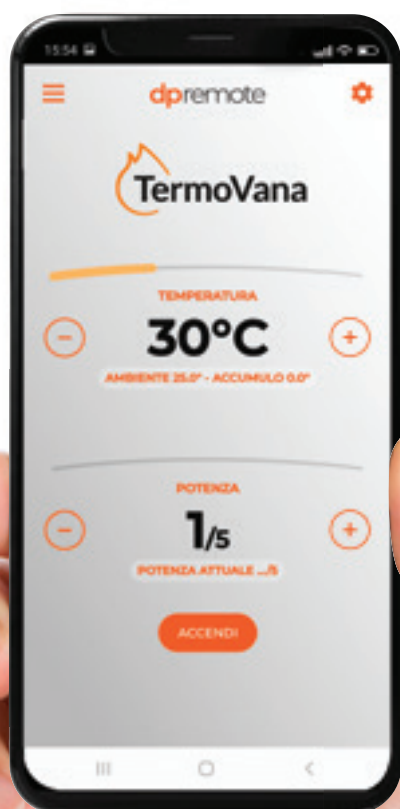 15:54
dpremote
TermoVana
TEMPERATURA
30°C
AMBIENTE 25.0° - ACCUMULO 0.0°
POTENZA
1/5
POTENZA ATTUALE .../5
ACCENDI